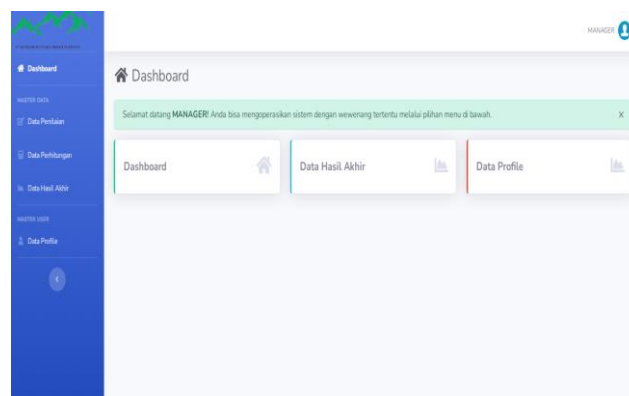 MANAGER
Dashboard
MASTER DATA
Data Penilaian
Data Perhitungan
Data Hasil Akhir
MASTER USER
Data Profile
Dashboard
Selamat datang MANAGER! Anda bisa mengoperasikan sistem dengan wewenang tertentu melalui pilihan menu di bawah.
X
Dashboard
Data Hasil Akhir
Data Profile